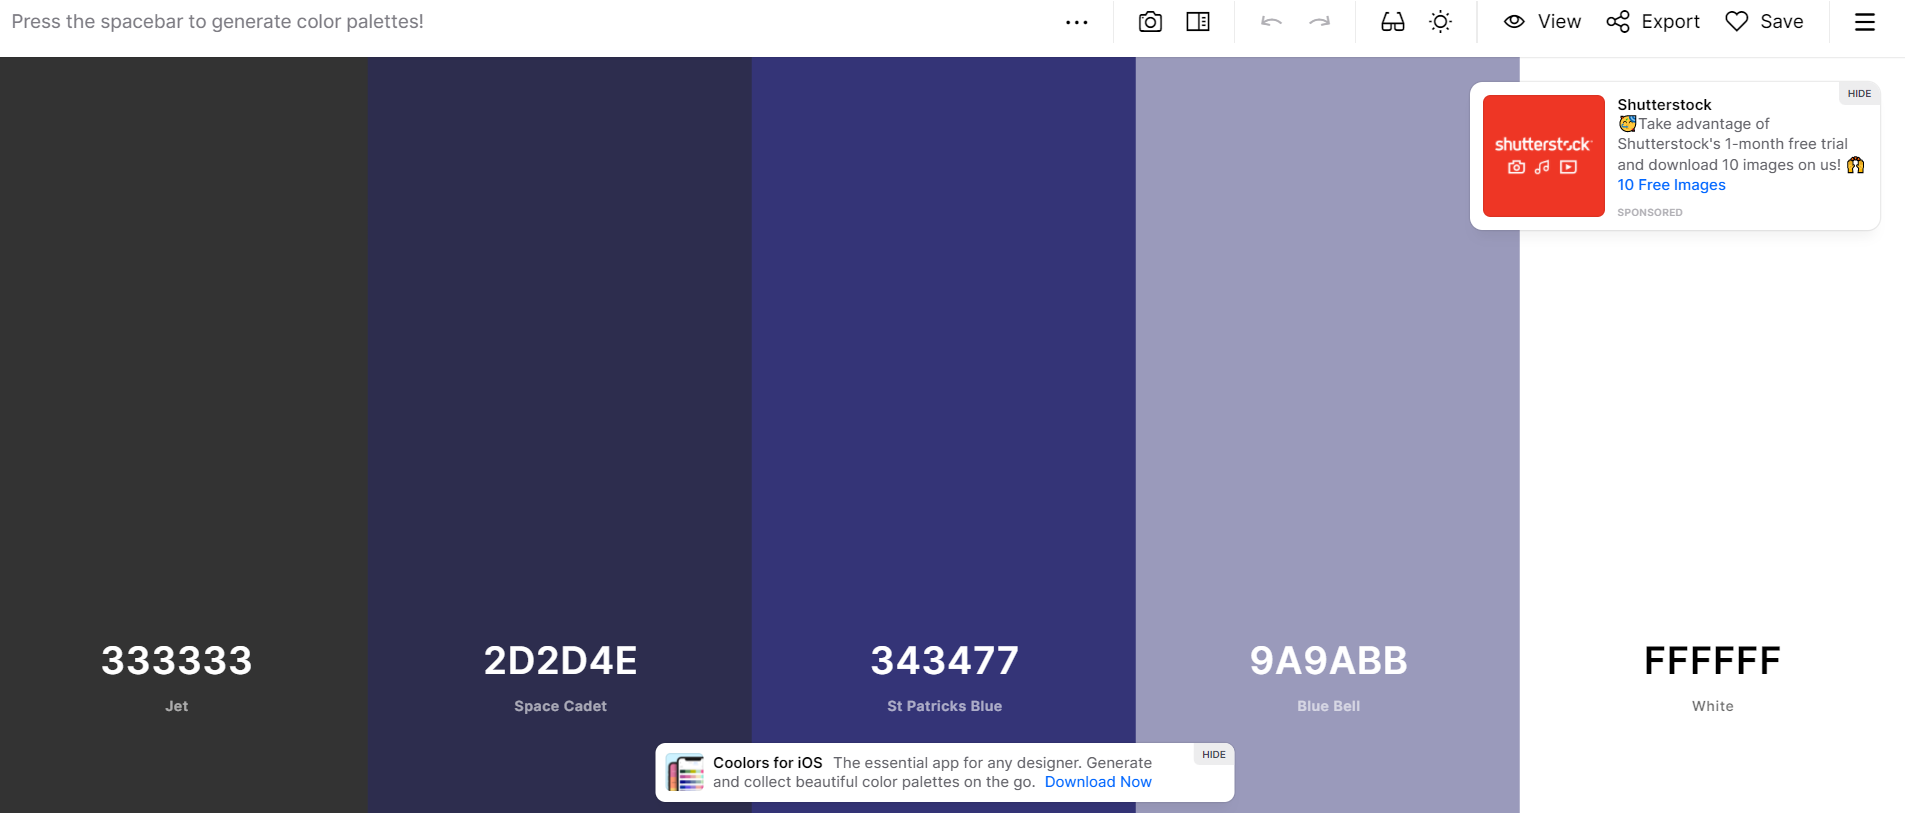 Press the spacebar to generate color palettes!
View
Export
Save
HIDE
shutterstock
Shutterstock
Take advantage of
Shutterstock's 1-month free trial
and download 10 images on us!
10 Free Images
SPONSORED
333333
Jet
2D2D4E
Space Cadet
343477
St Patricks Blue
9A9ABB
Blue Bell
FFFFFF
White
HIDE
Coolors for iOS The essential app for any designer. Generate
and collect beautiful color palettes on the go. Download Now